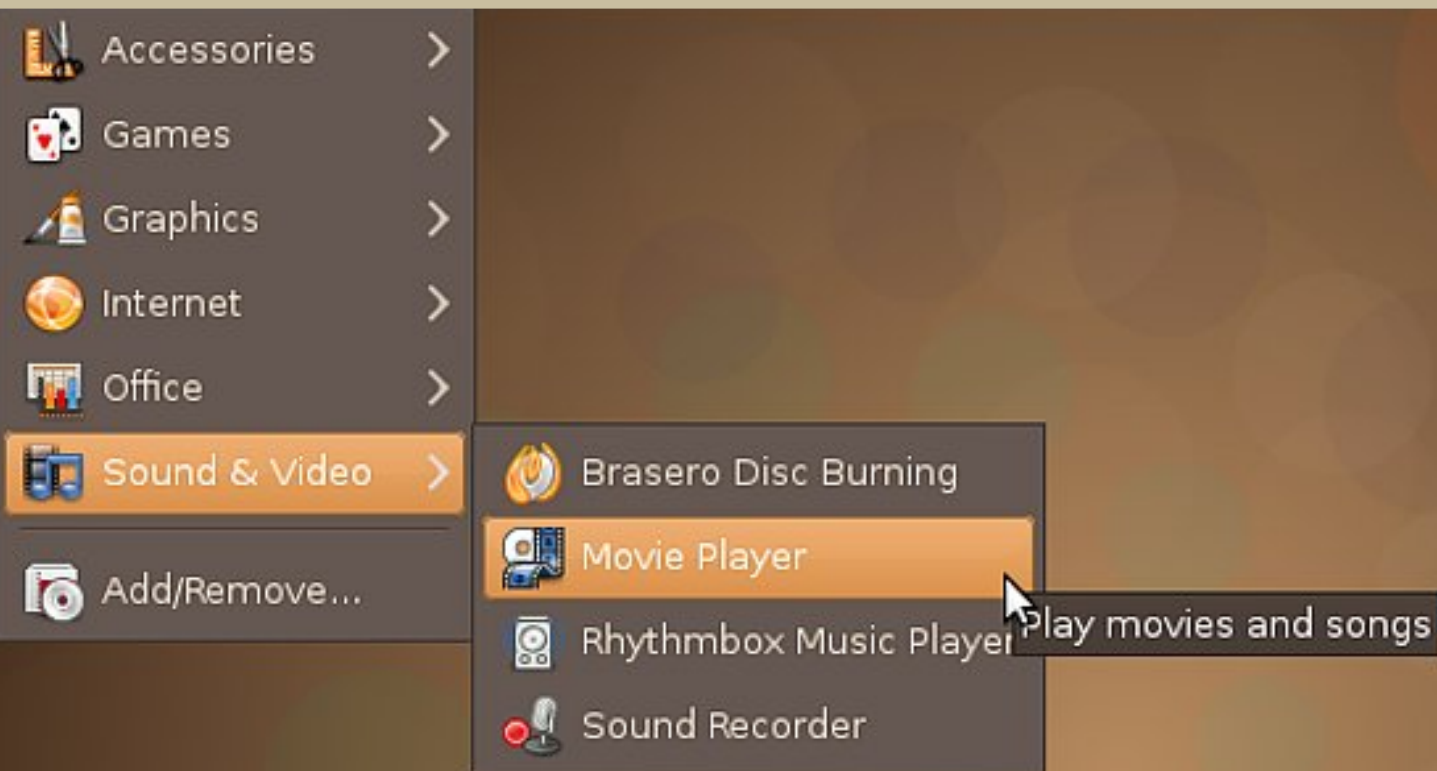 Accessories
Games
Graphics
Internet
Office
Sound & Video
Add/Remove...
Brasero Disc Burning
Movie Player
Rhythmbox Music Player
Sound Recorder
Play movies and songs